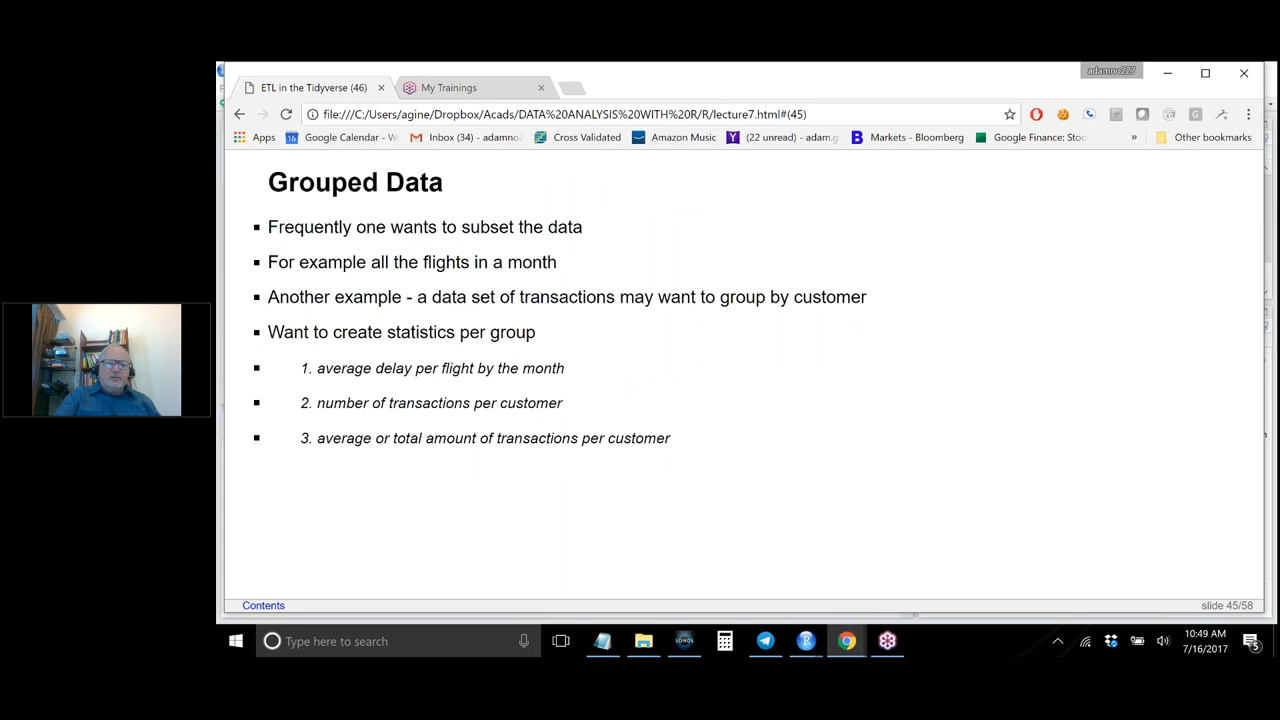 adamno227
ETL in the Tidyverse (46)
My Trainings
file:///C:/Users/agine/Dropbox/Acads/DATA%20ANALYSIS%20WITH%20R/R/lecture7.html#(45)
Apps Google Calendar - W Inbox (34) - adamno Cross Validated Amazon Music (22 unread) - adam.g Markets - Bloomberg Google Finance: Stoc » Other bookmarks
Grouped Data
▪ Frequently one wants to subset the data
▪ For example all the flights in a month
▪ Another example - a data set of transactions may want to group by customer
▪ Want to create statistics per group
▪ 1. average delay per flight by the month
▪ 2. number of transactions per customer
▪ 3. average or total amount of transactions per customer
Contents slide 45/58
Type here to search
SONOS
10:49 AM
7/16/2017
5